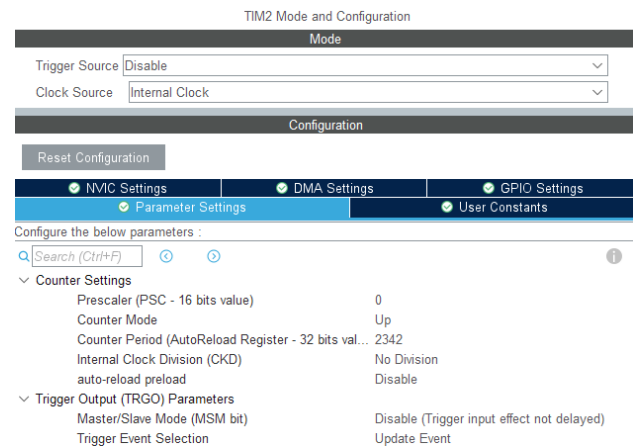 TIM2 Mode and Configuration
Mode
Trigger Source Disable
Clock Source Internal Clock
Configuration
Reset Configuration
NVIC Settings DMA Settings GPIO Settings
Parameter Settings User Constants
Configure the below parameters :
Search (Ctrl+F)
Counter Settings
Prescaler (PSC - 16 bits value) 0
Counter Mode Up
Counter Period (AutoReload Register - 32 bits val... 2342
Internal Clock Division (CKD) No Division
auto-reload preload Disable
Trigger Output (TRGO) Parameters
Master/Slave Mode (MSM bit) Disable (Trigger input effect not delayed)
Trigger Event Selection Update Event